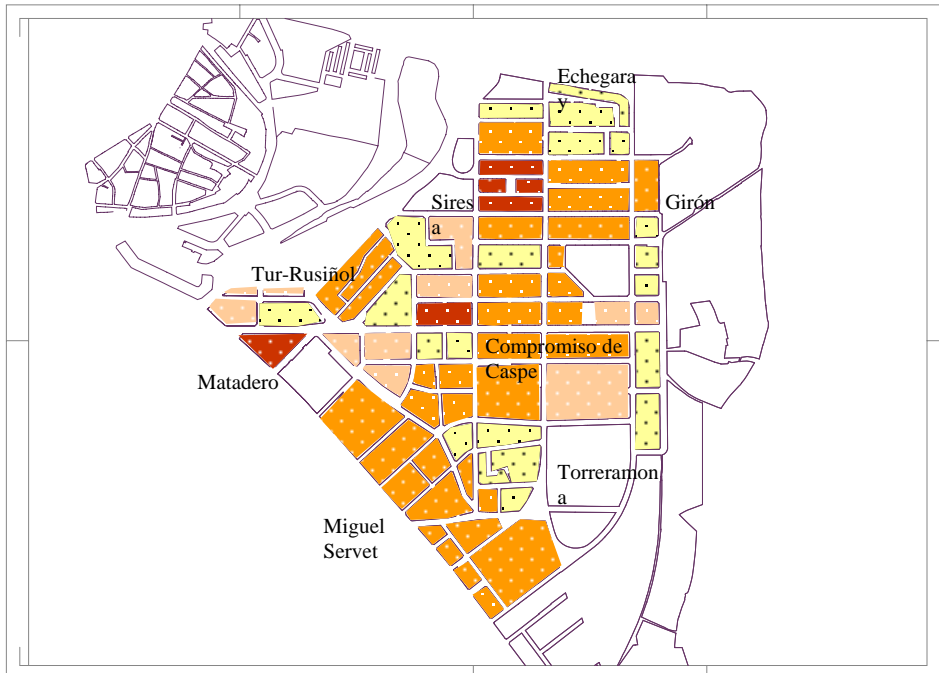 Echegara
y
Sires
a
Girón
Tur-Rusiñol
Compromiso de
Caspe
Matadero
Torreramon
a
Miguel
Servet